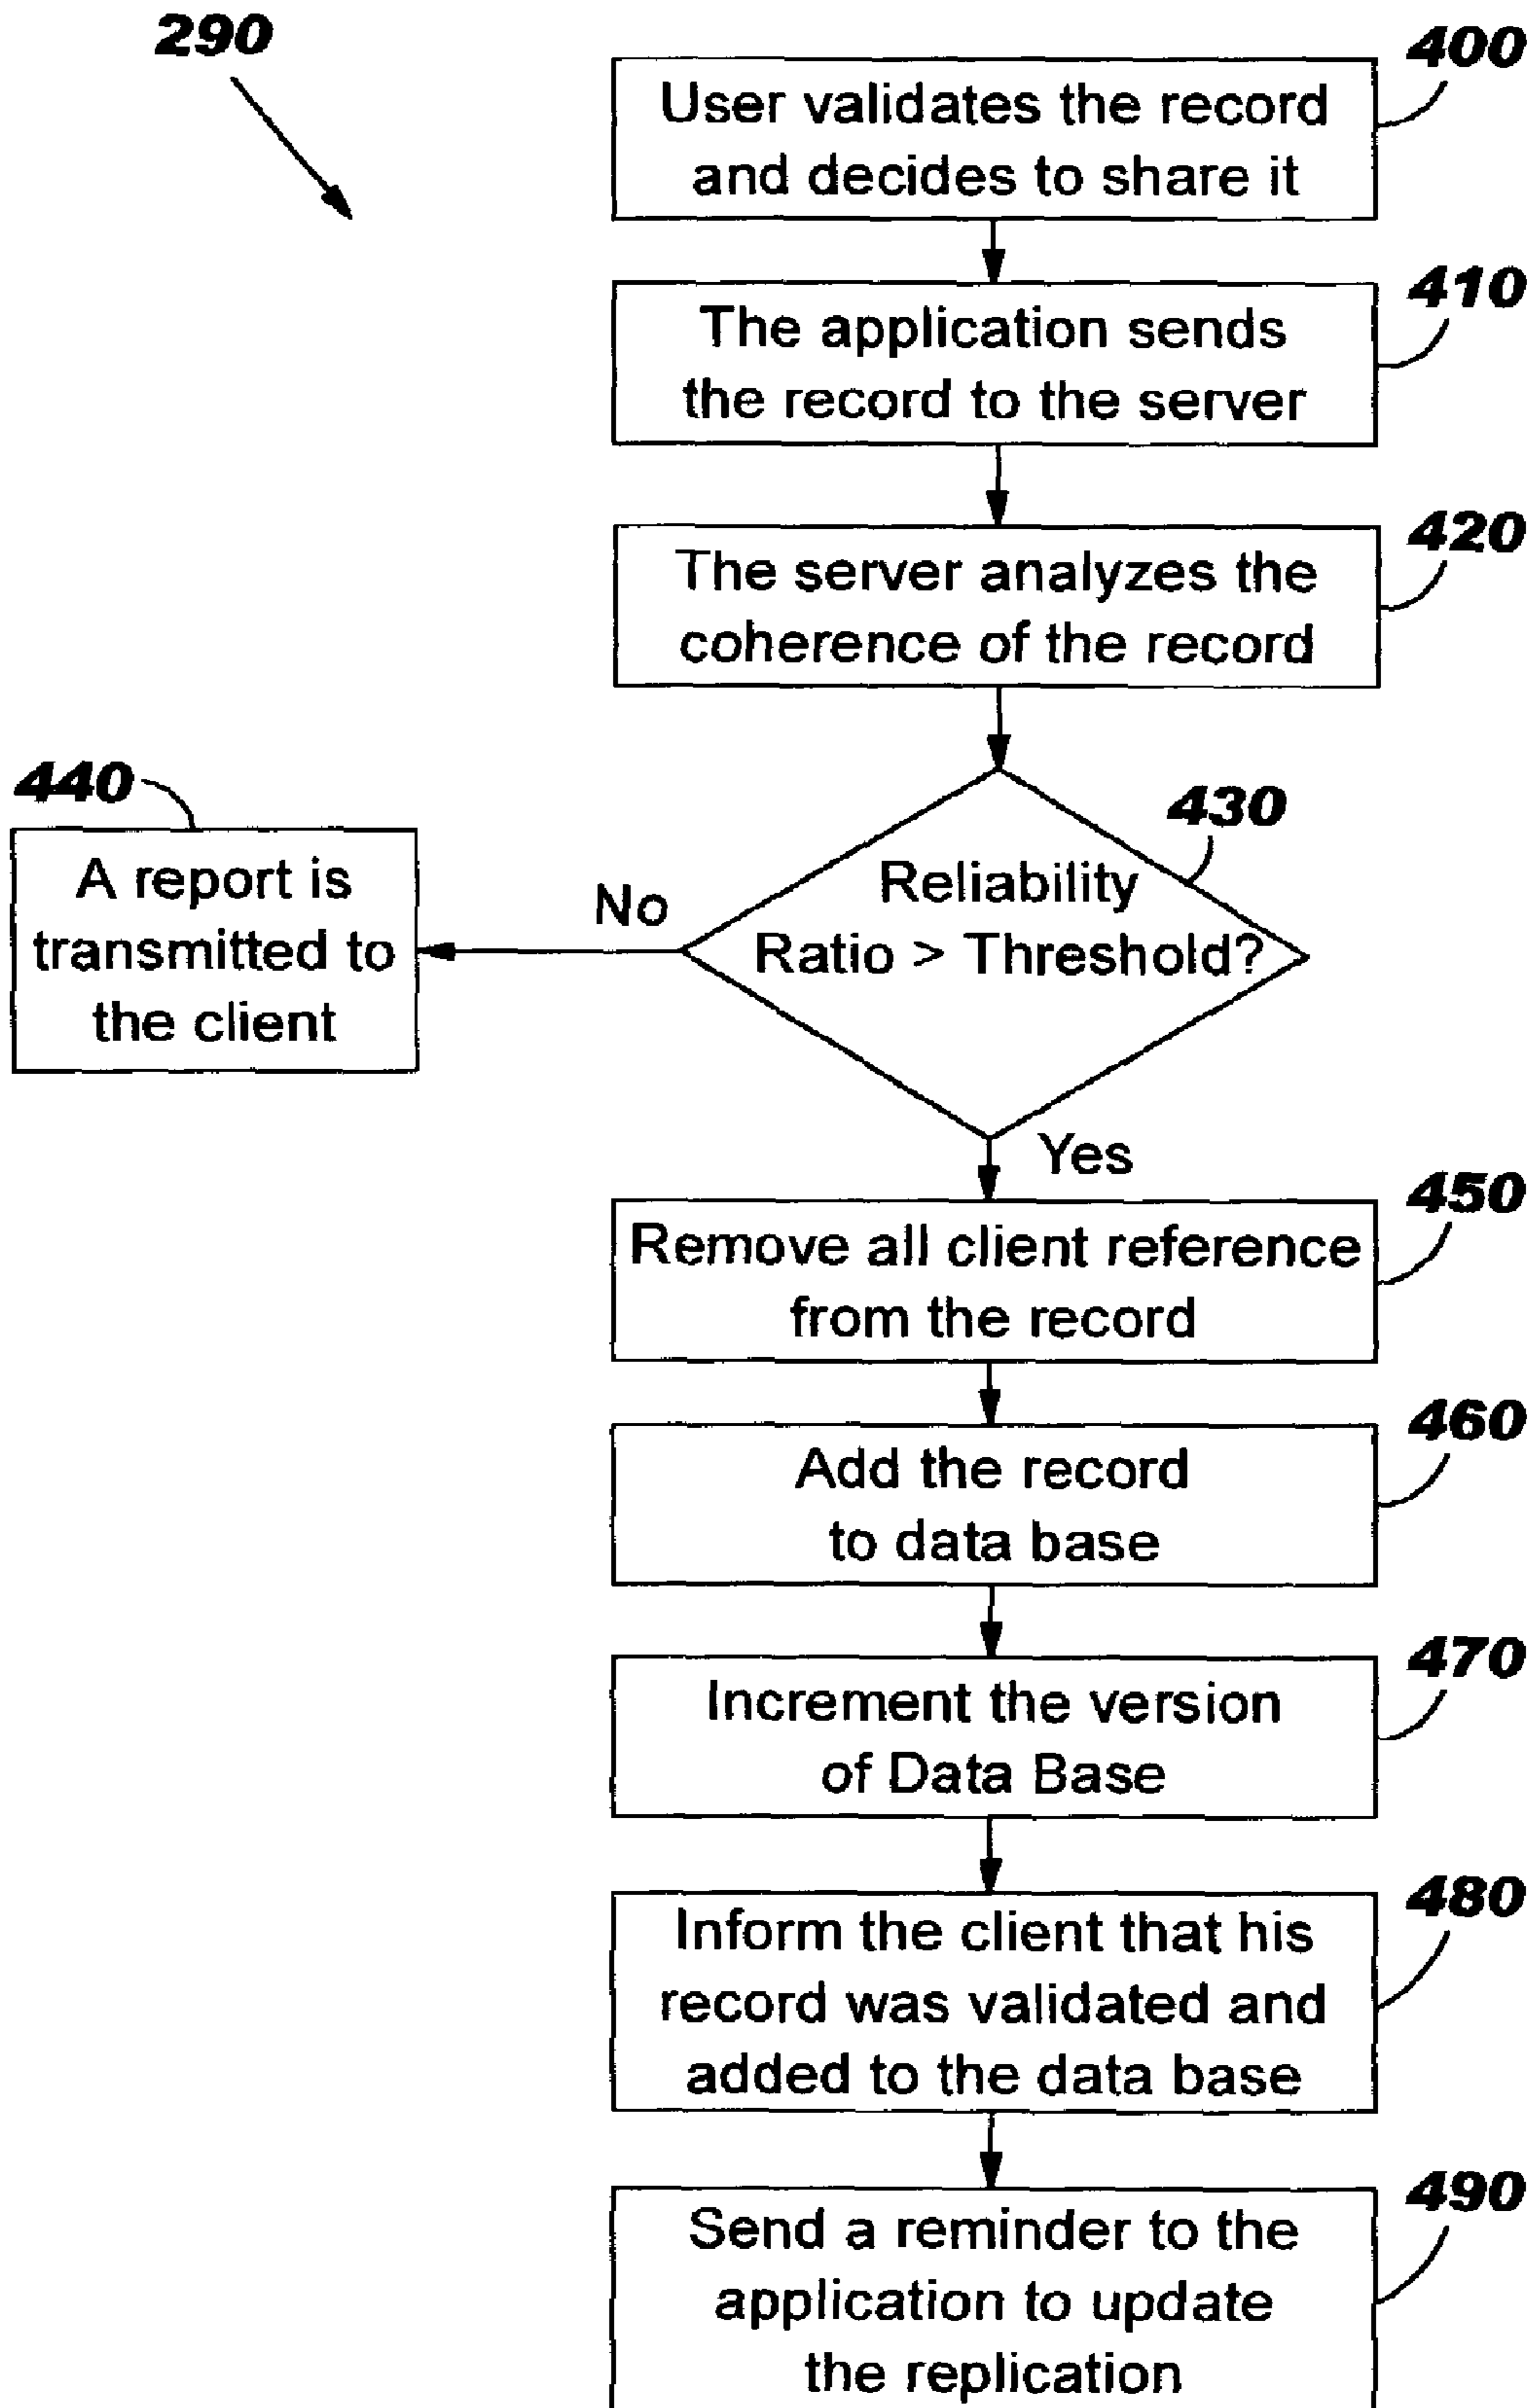 290
400
User validates the record
and decides to share it
410
The application sends
the record to the server
420
The server analyzes the
coherence of the record
430
Reliability
Ratio > Threshold?
No
440
A report is
transmitted to
the client
Yes
450
Remove all client reference
from the record
460
Add the record
to data base
470
Increment the version
of Data Base
480
Inform the client that his
record was validated and
added to the data base
490
Send a reminder to the
application to update
the replication